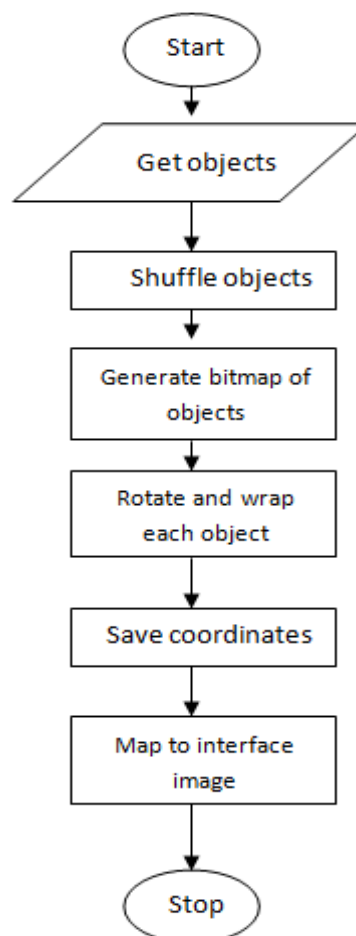 Start
Get objects
Shuffle objects
Generate bitmap of
objects
Rotate and wrap
each object
Save coordinates
Map to interface
image
Stop